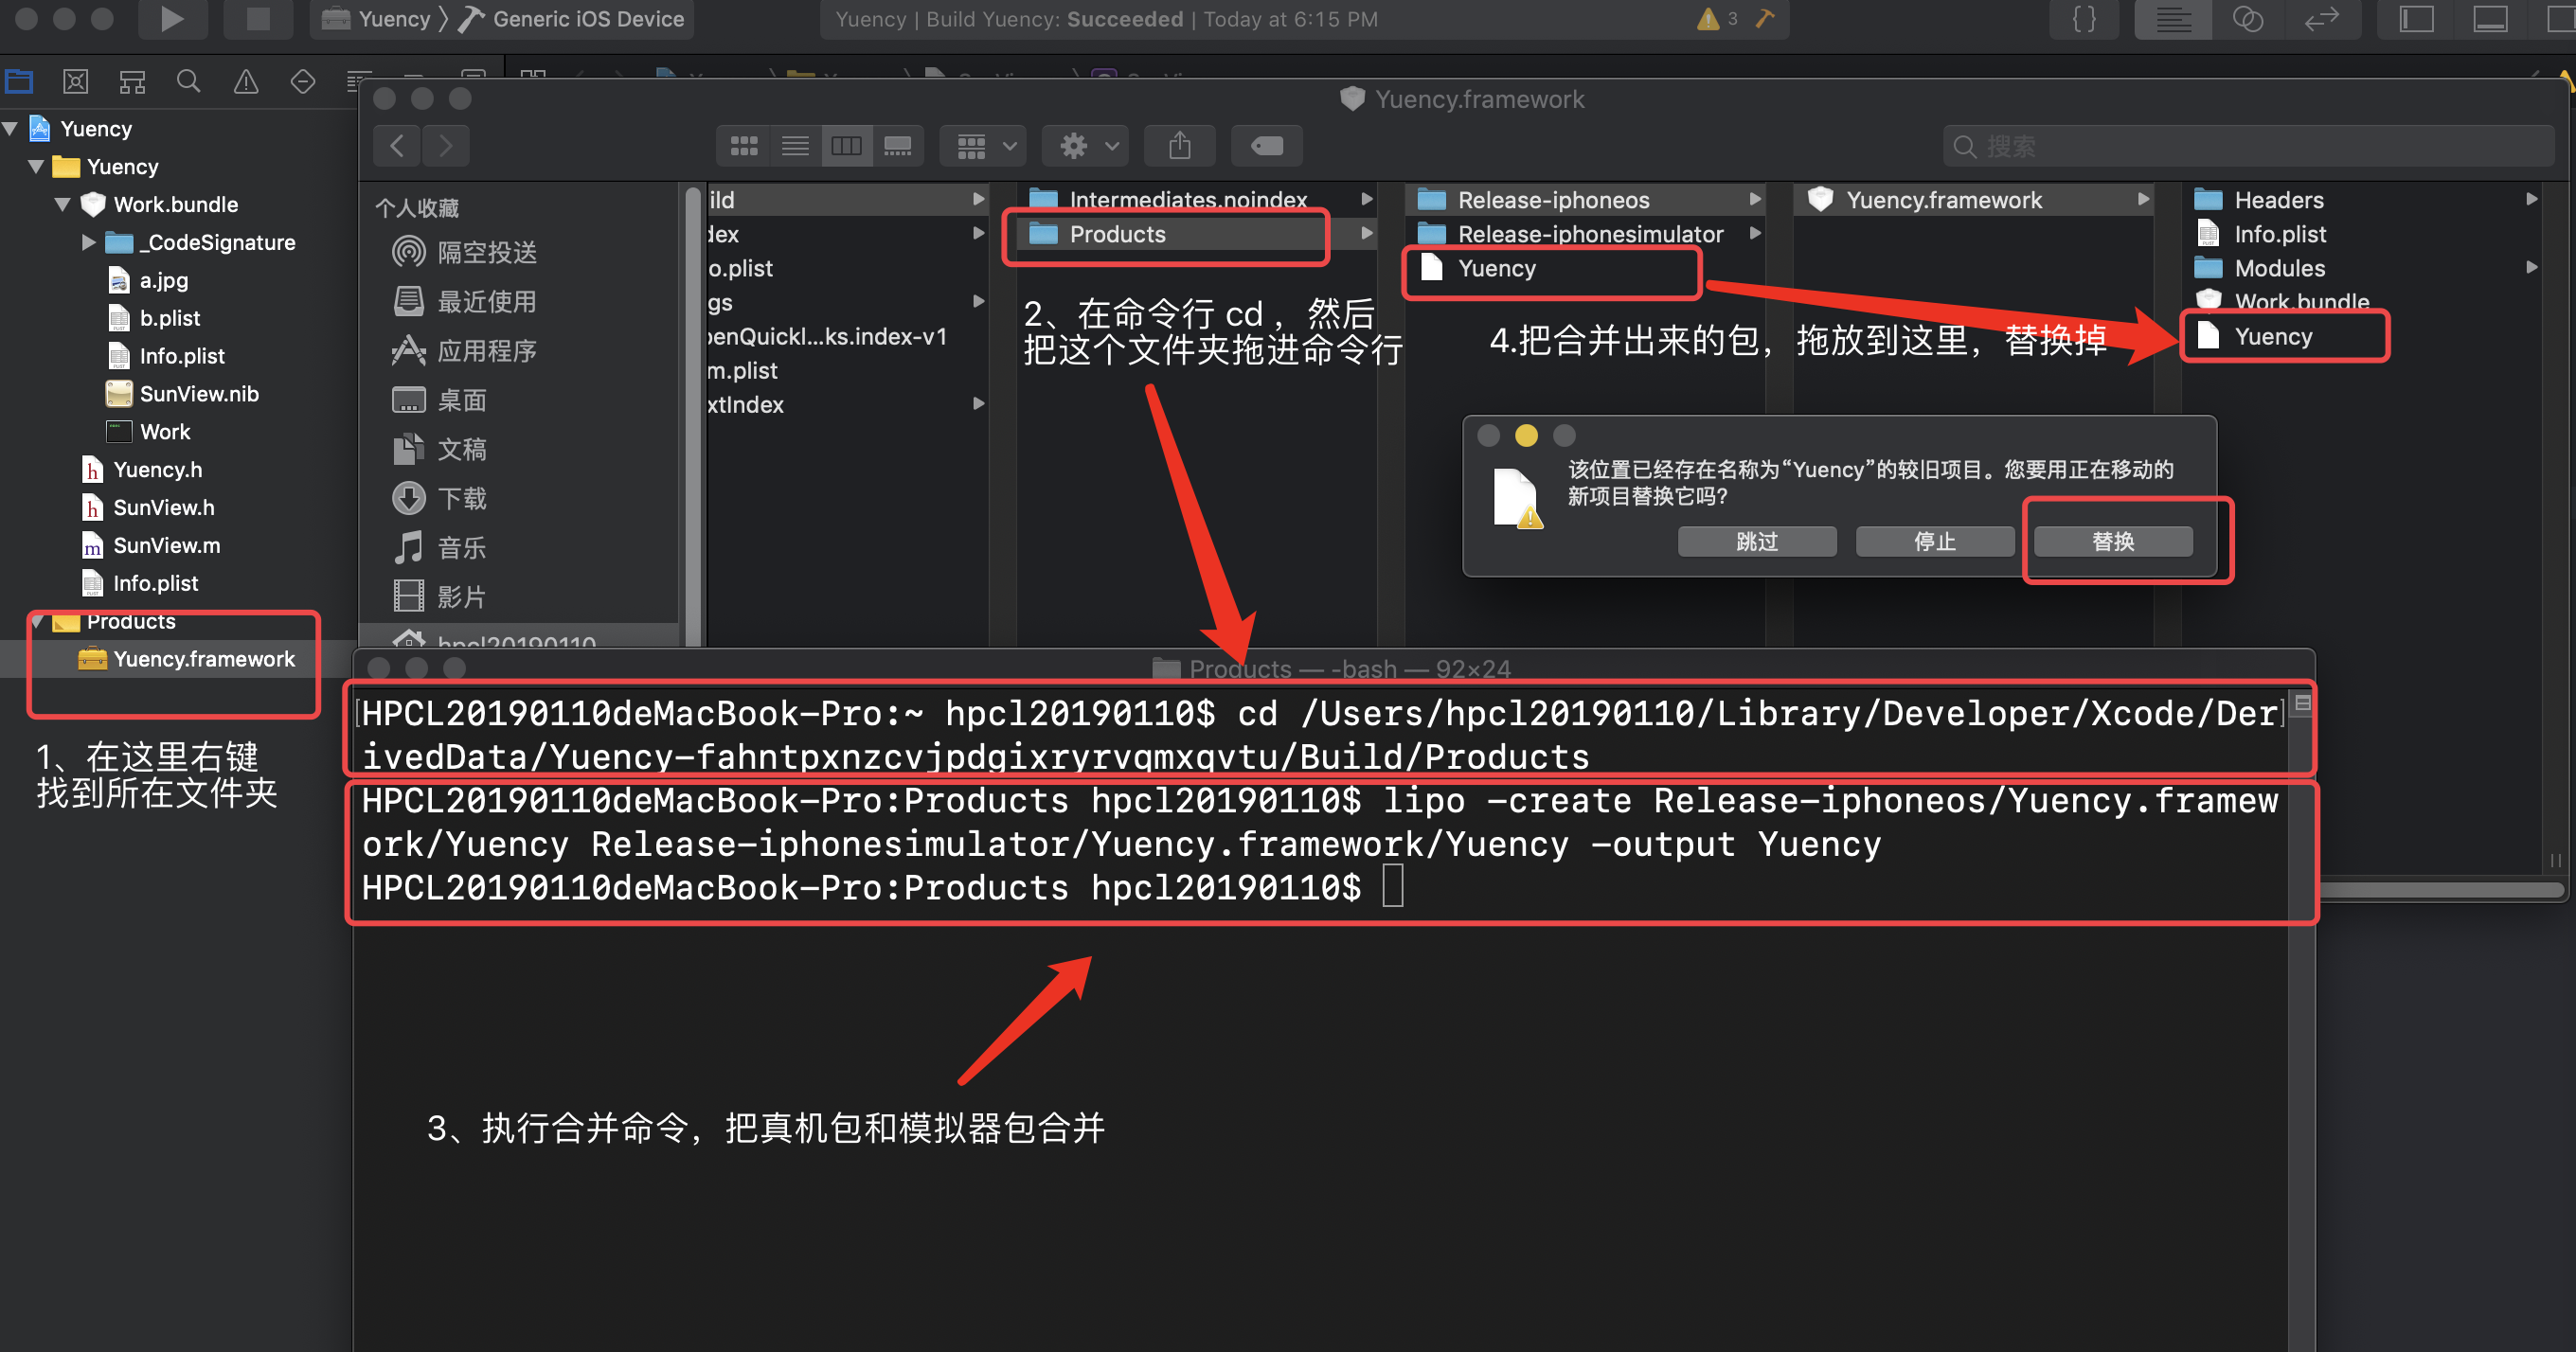 Yuency 〉 Generic iOS Device
Yuency | Build Yuency: Succeeded | Today at 6:15 PM
3
{ }
Yuency
Yuency
Work.bundle
_CodeSignature
a.jpg
b.plist
Info.plist
SunView.nib
Work
Yuency.h
SunView.h
SunView.m
Info.plist
Products
Yuency.framework
1、在这里右键
找到所在文件夹
Yuency.framework
搜索
个人收藏
隔空投送
最近使用
应用程序
桌面
文稿
下载
音乐
影片
hpcl20190110
ild
dex
o.plist
gs
penQuickl...ks.index-v1
m.plist
xtIndex
Intermediates.noindex
Products
2、在命令行 cd ，然后
把这个文件夹拖进命令行
Release-iphoneos
Release-iphonesimulator
Yuency
Yuency.framework
Headers
Info.plist
Modules
Work.bundle
Yuency
4.把合并出来的包，拖放到这里，替换掉
该位置已经存在名称为“Yuency”的较旧项目。您要用正在移动的
新项目替换它吗？
跳过 停止 替换
Products — -bash — 92×24
[HPCL20190110deMacBook-Pro:~ hpcl20190110$ cd /Users/hpcl20190110/Library/Developer/Xcode/Der]
ivedData/Yuency-fahntpxnzcvjpdgixryrvqmxqvtu/Build/Products
HPCL20190110deMacBook-Pro:Products hpcl20190110$ lipo -create Release-iphoneos/Yuency.framew
ork/Yuency Release-iphonesimulator/Yuency.framework/Yuency -output Yuency
HPCL20190110deMacBook-Pro:Products hpcl20190110$
3、执行合并命令，把真机包和模拟器包合并